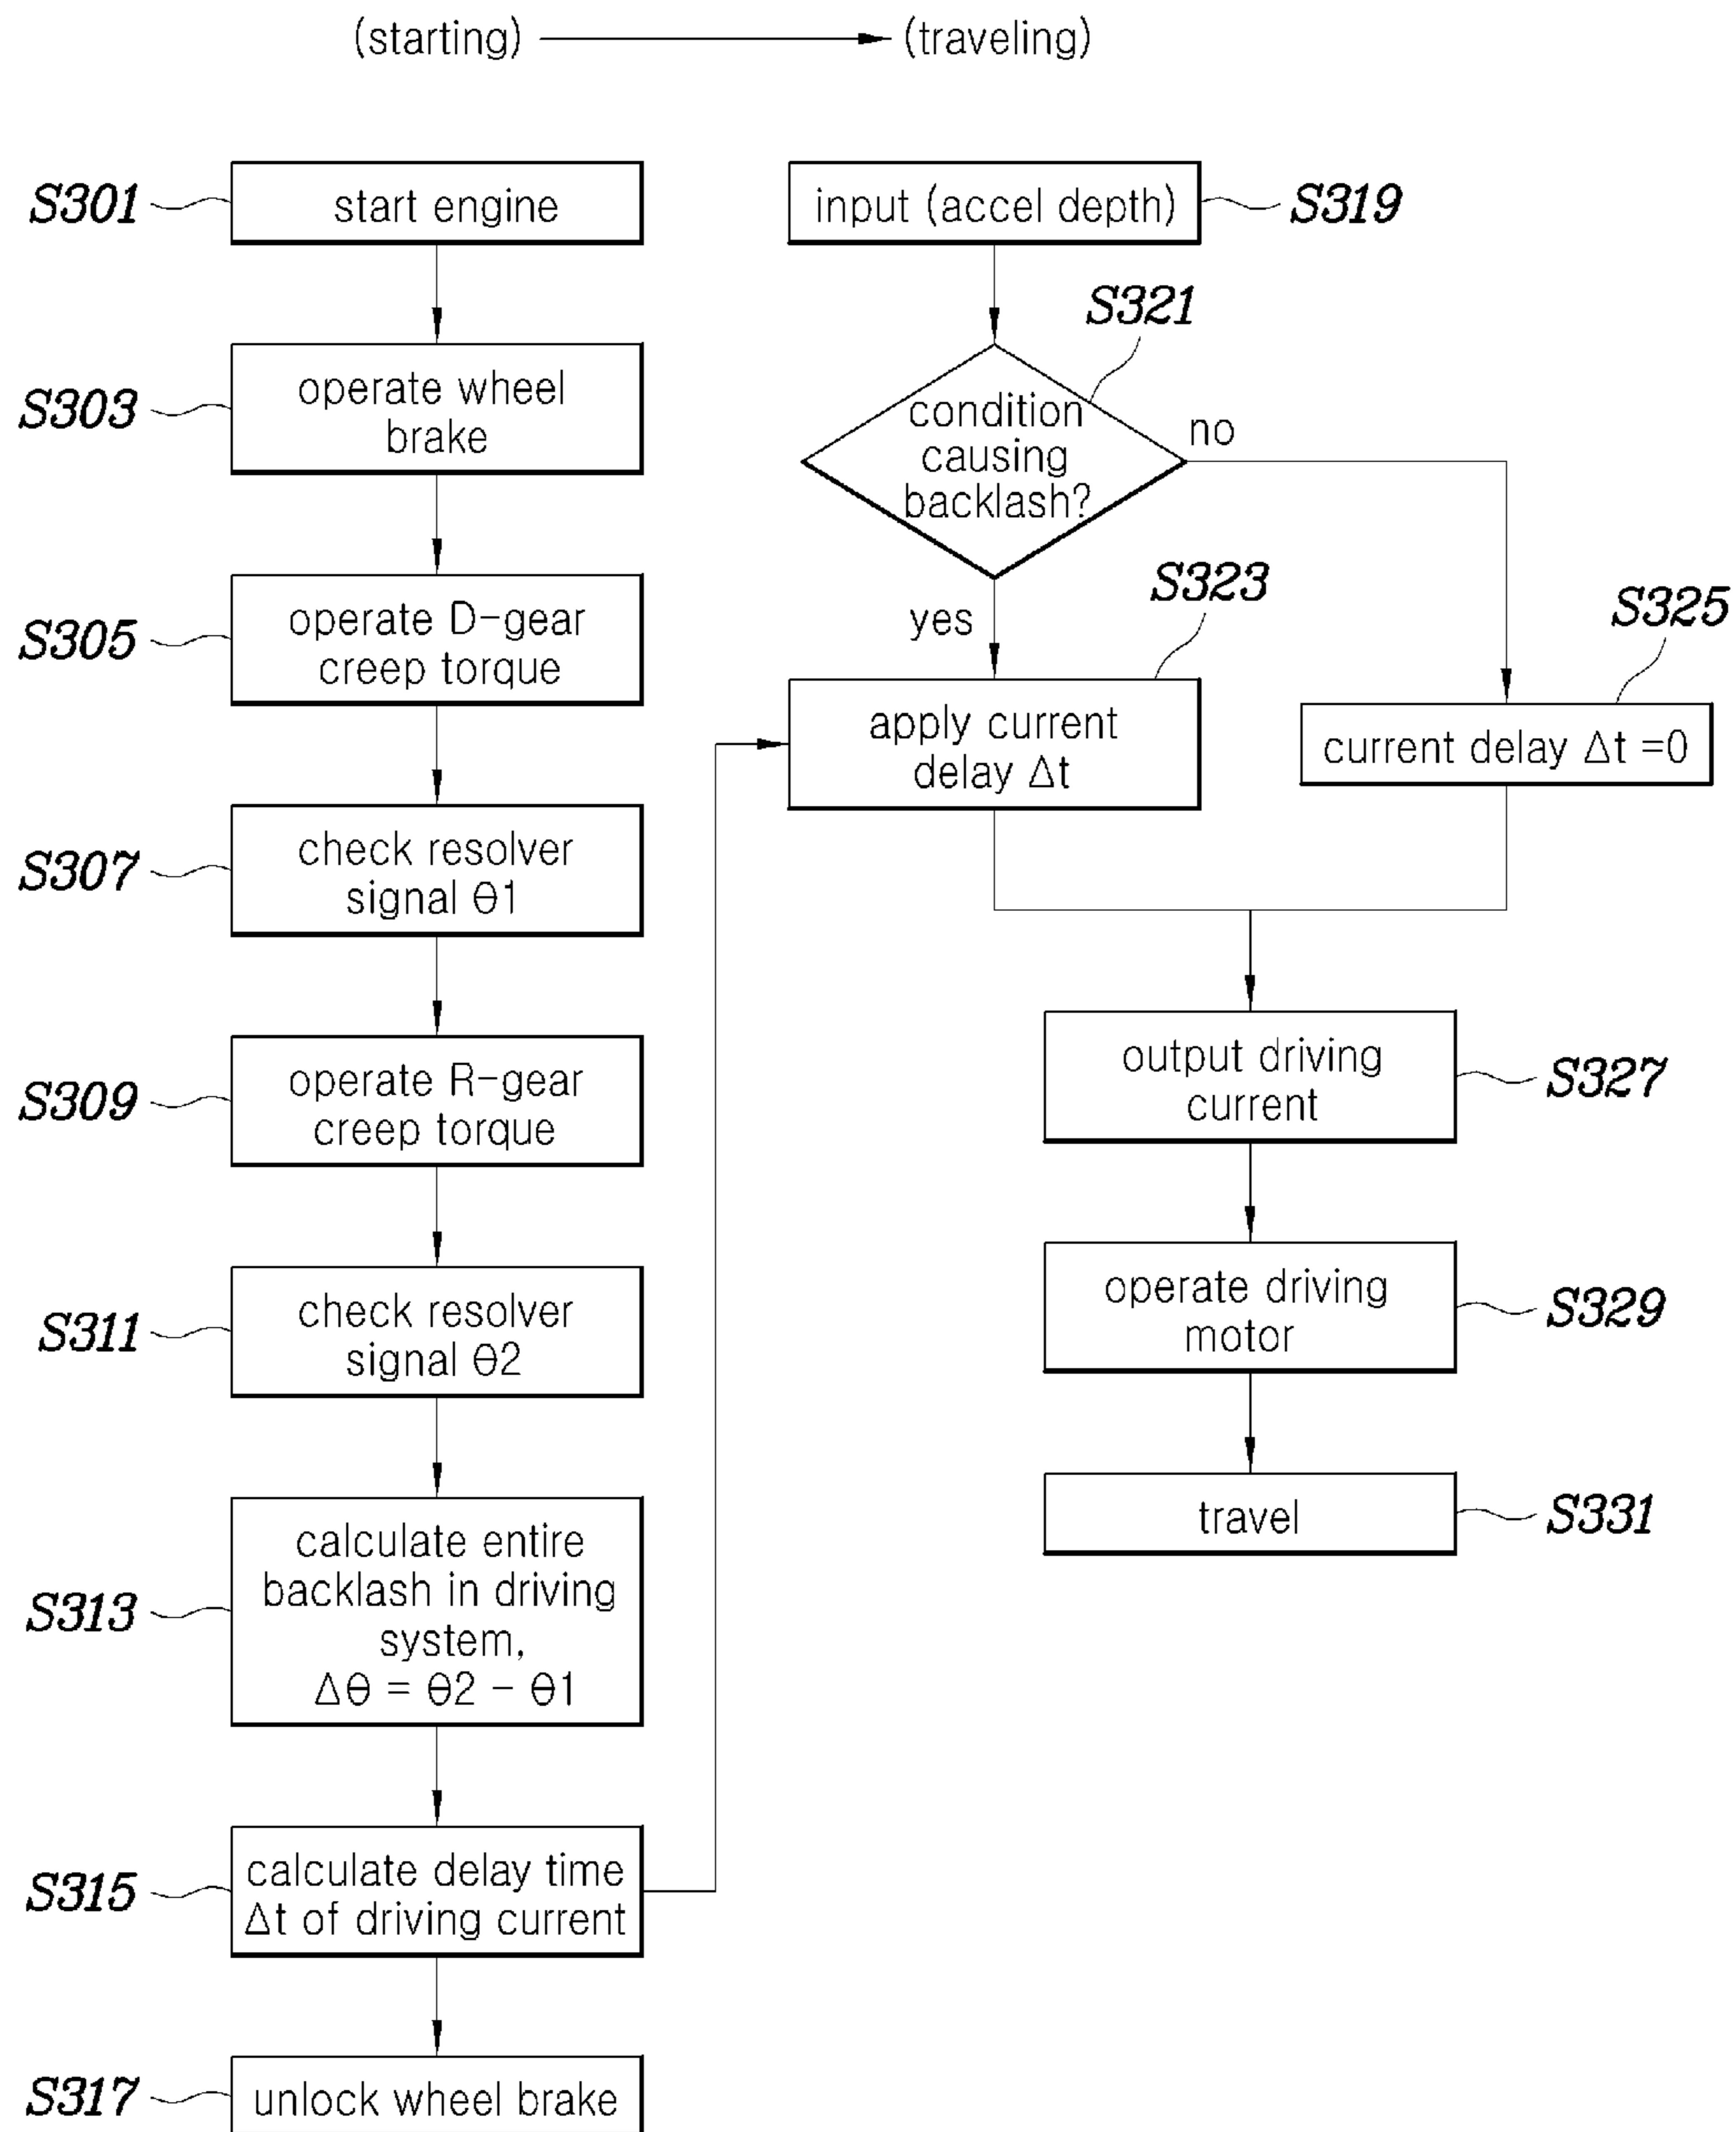 (starting)
(traveling)
S301
start engine
S303
operate wheel
brake
S305
operate D-gear
creep torque
S307
check resolver
signal θ1
S309
operate R-gear
creep torque
S311
check resolver
signal θ2
S313
calculate entire
backlash in driving
system,
Δθ = θ2 - θ1
S315
calculate delay time
Δt of driving current
S317
unlock wheel brake
input (accel depth)
S319
S321
condition
causing
backlash?
no
yes
S323
apply current
delay Δt
S325
current delay Δt =0
output driving
current
S327
operate driving
motor
S329
travel
S331